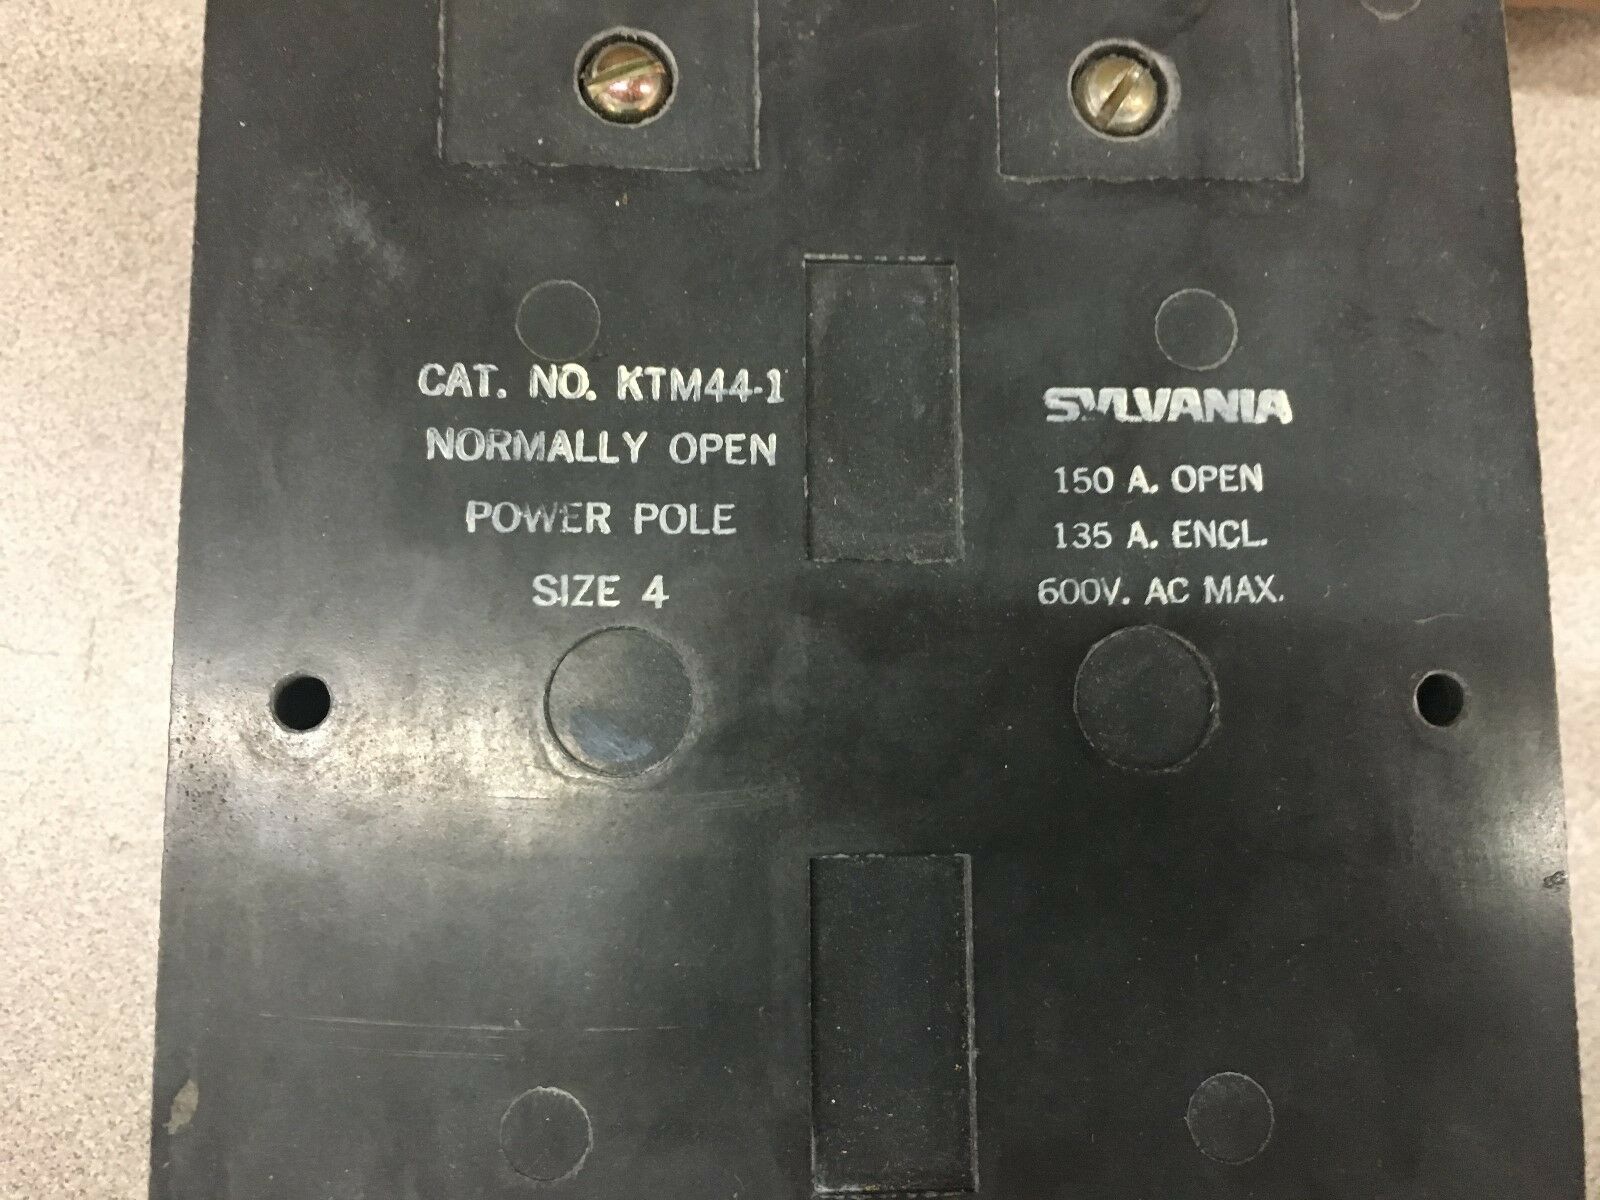 CAT. NO. KTM44-1
NORMALLY OPEN
POWER POLE
SIZE 4
SYLVANIA
150 A. OPEN
135 A. ENCL.
600V. AC MAX.